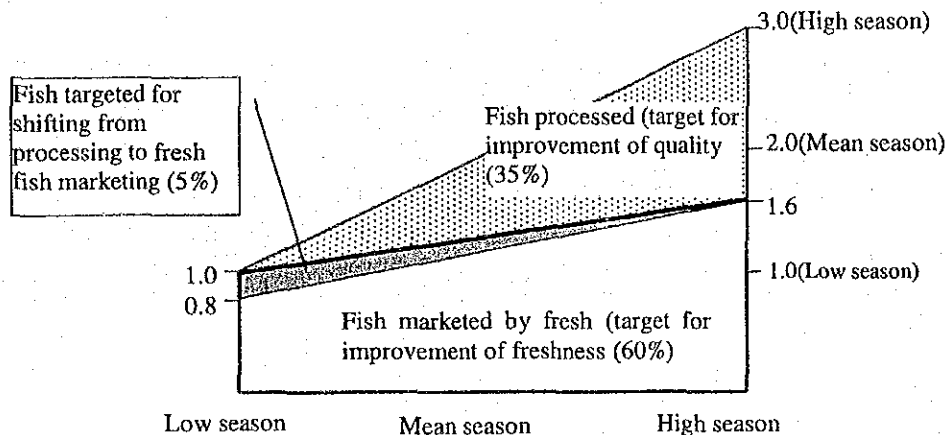 3.0(High season)
Fish targeted for
shifting from
processing to fresh
fish marketing (5%)
Fish processed (target for
improvement of quality
(35%)
2.0(Mean season)
1.6
1.0
1.0(Low season)
0.8
Fish marketed by fresh (target for
improvement of freshness (60%)
Low season
Mean season
High season